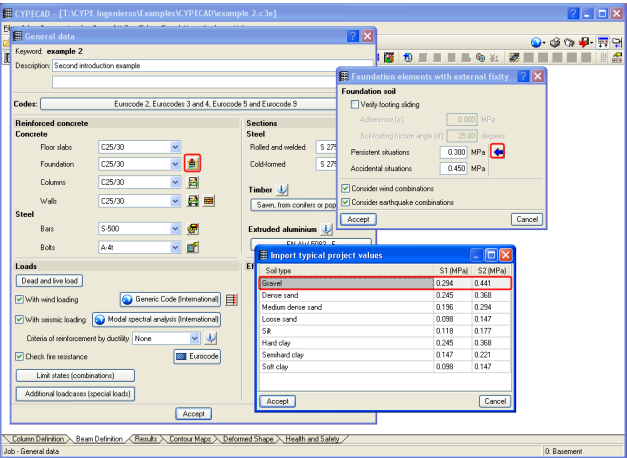 CYPECAD - [T:\CYPE Ingenieros\Examples\CYPECAD\example 2.c3e]
General data
Keyword: example 2
Description: Second introduction example
Codes: Eurocode 2, Eurocodes 3 and 4, Eurocode 5 and Eurocode 9
Reinforced concrete
Concrete
Floor slabs C25/30
Foundation C25/30
Columns C25/30
Walls C25/30
Steel
Bars S-500
Bolts A-4t
Sections
Steel
Rolled and welded S 275
Cold-formed S 275
Timber
Sawn, from conifers or pop
Extruded aluminium
Loads
Dead and live load
With wind loading Generic Code (International)
With seismic loading Modal spectral analysis (International)
Criteria of reinforcement by ductility None
Check fire resistance Eurocode
Limit states (combinations)
Additional loadcases (special loads)
Accept
Foundation elements with external fixity
Foundation soil
Verify footing sliding
Adherence (a') 0.000 MPa
Soil-footing friction angle (d') 25.00 degrees
Persistent situations 0.300 MPa
Accidental situations 0.450 MPa
Consider wind combinations
Consider earthquake combinations
Accept Cancel
Import typical project values
Soil type S1 (MPa) S2 (MPa)
Gravel 0.294 0.441
Dense sand 0.245 0.368
Medium dense sand 0.196 0.294
Loose sand 0.098 0.147
Silt 0.118 0.177
Hard clay 0.245 0.368
Semihard clay 0.147 0.221
Soft clay 0.098 0.147
Accept Cancel
Column Definition Beam Definition Results Contour Maps Deformed Shape Health and Safety
Job - General data 0: Basement